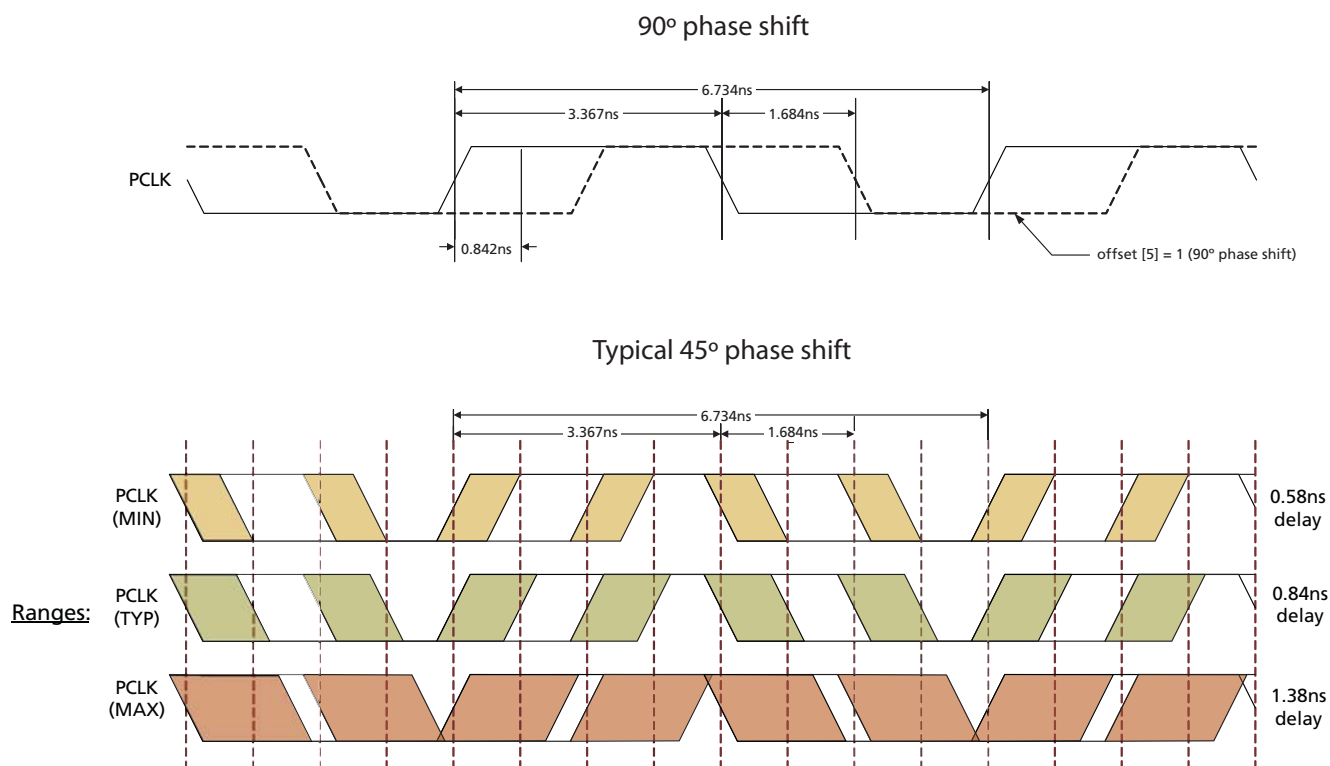 90º phase shift
6.734ns
3.367ns
1.684ns
PCLK
0.842ns
offset [5] = 1 (90º phase shift)
Typical 45º phase shift
6.734ns
3.367ns
1.684ns
PCLK
(MIN)
0.58ns
delay
Ranges:
PCLK
(TYP)
0.84ns
delay
PCLK
(MAX)
1.38ns
delay